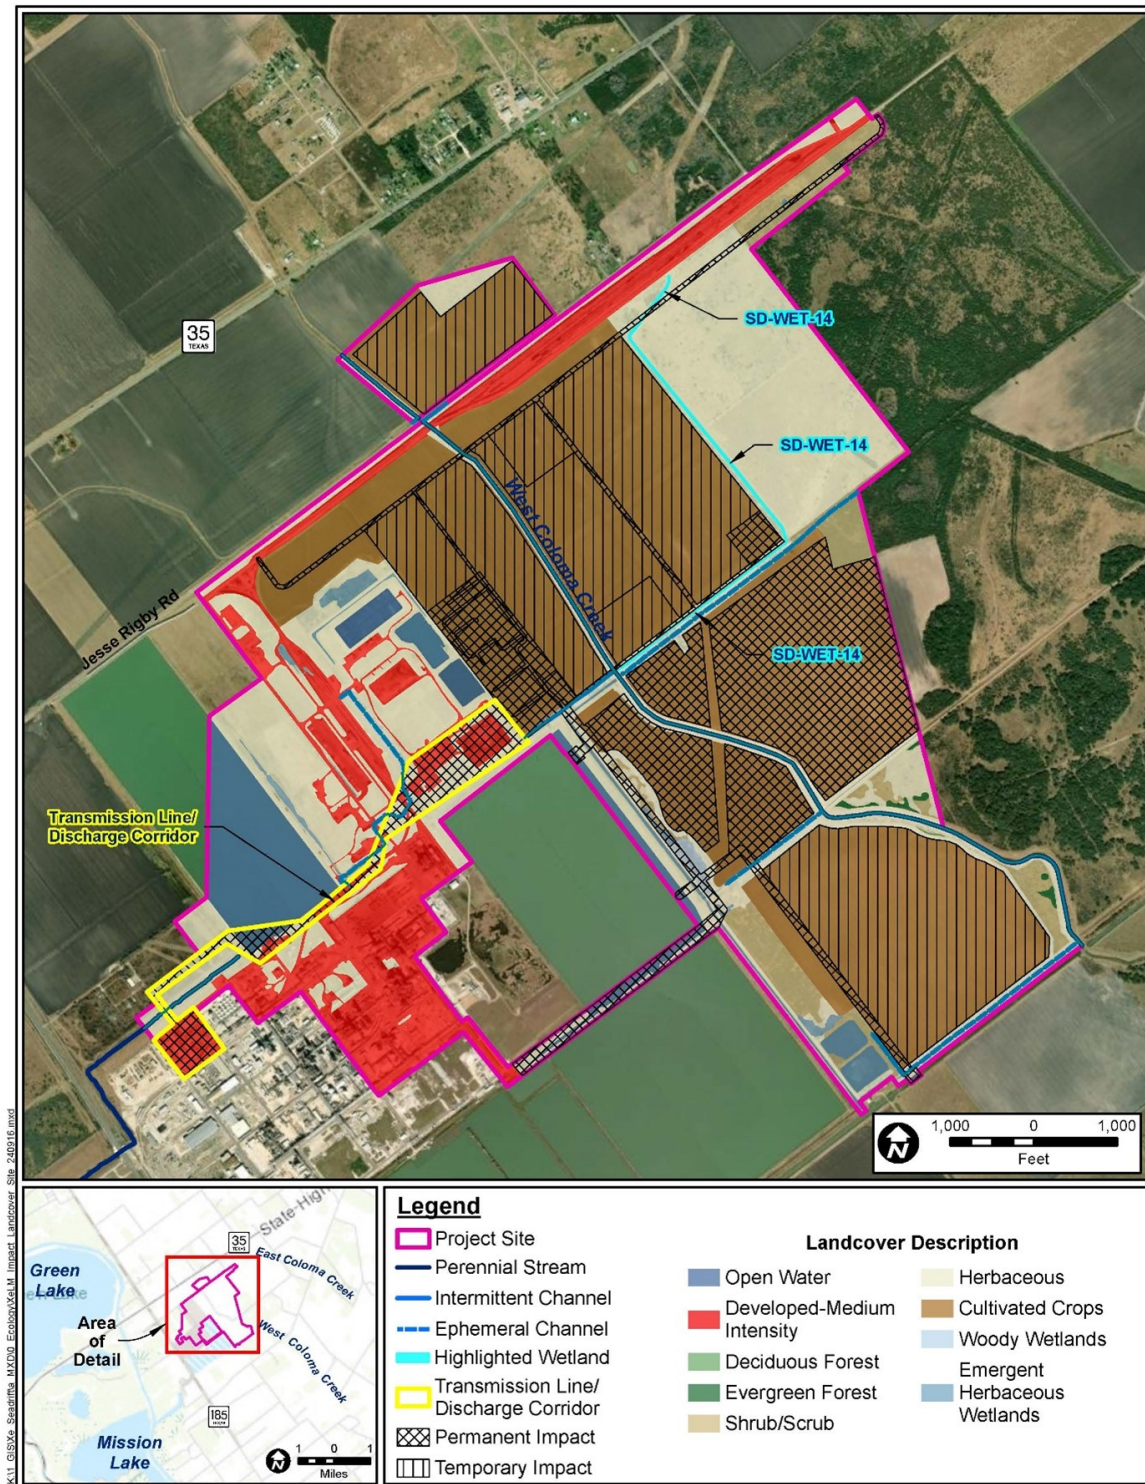 35
TEXAS
SD-WET-14
SD-WET-14
West Coloma Creek
Jesse Rigby Rd
SD-WET-14
Transmission Line/
Discharge Corridor
N
1,000 0 1,000
Feet
State-High
35
East Coloma Creek
Green
Lake
Area
of
Detail
West Coloma
Creek
185
Mission
Lake
N
1 0 1
Miles
Legend
Project Site
Perennial Stream
Intermittent Channel
Ephemeral Channel
Highlighted Wetland
Transmission Line/
Discharge Corridor
Permanent Impact
Temporary Impact
Landcover Description
Open Water
Developed-Medium
Intensity
Deciduous Forest
Evergreen Forest
Shrub/Scrub
Herbaceous
Cultivated Crops
Woody Wetlands
Emergent
Herbaceous
Wetlands